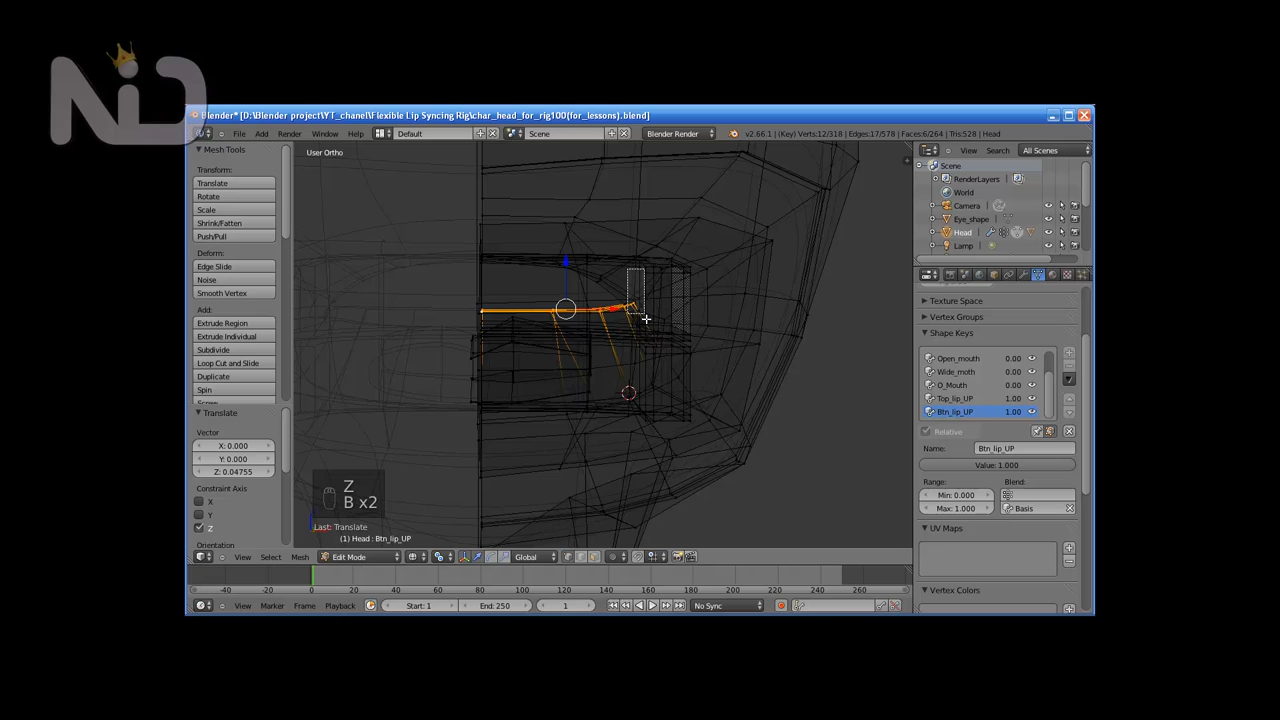 NiD
Blender* [D:\Blender project\YT_chanel\Flexible Lip Syncing Rig\char_head_for_rig100(for_lessons).blend]
File Add Render Window Help Default Scene Blender Render v2.66.1 | (Key) Verts:12/318 | Edges:17/578 | Faces:6/264 | Tris:528 | Head
Mesh Tools
Transform:
Translate
Rotate
Scale
Shrink/Fatten
Push/Pull
Deform:
Edge Slide
Noise
Smooth Vertex
Add:
Extrude Region
Extrude Individual
Subdivide
Loop Cut and Slide
Duplicate
Spin
Translate
Vector
X: 0.000
Y: 0.000
Z: 0.04755
Constraint Axis
X
Y
Z
Orientation
User Ortho
Z
B x2
Last: Translate
(1) Head : Btn_lip_UP
View Select Mesh Edit Mode Global
View Search All Scenes
Scene
RenderLayers
World
Camera
Eye_shape
Head
Lamp
Texture Space
Vertex Groups
Shape Keys
Open_mouth 0.00
Wide_moth 0.00
O_Mouth 0.00
Top_lip_UP 1.00
Btn_lip_UP 1.00
Relative
Name: Btn_lip_UP
Value: 1.000
Range: Blend:
Min: 0.000
Max: 1.000 Basis
UV Maps
Vertex Colors
-40 -20 0 20 40 60 80 100 120 140 160 180 200 220 240 260
View Marker Frame Playback Start: 1 End: 250 1 No Sync